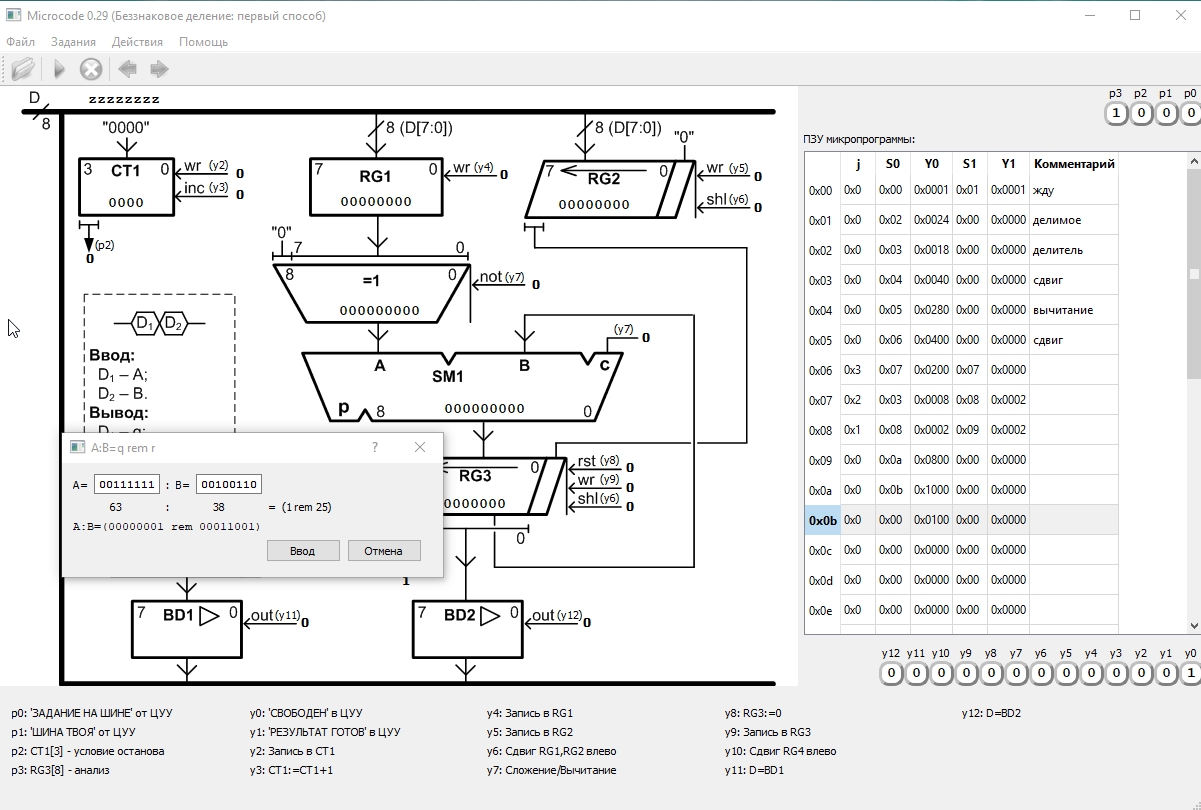 Microcode 0.29 (Беззнаковое деление: первый способ)
Файл Задания Действия Помощь
D
8
zzzzzzzz
"0000"
3 CT1 0
0000
wr (y2) 0
inc (y3) 0
(p2)
0
8 (D[7:0])
7 RG1 0
00000000
wr (y4) 0
8 (D[7:0])
"0"
7 RG2 0
00000000
wr (y5) 0
shl (y6) 0
"0" 7 0
8 =1 0
000000000
not (y7) 0
(y7) 0
A B c
SM1
p 8 000000000 0
D1 D2
Ввод:
D1 – A;
D2 – B.
Вывод:
A:B=q rem r
?
A= 00111111 : B= 00100110
63 : 38 = (1 rem 25)
A:B=(00000001 rem 00011001)
Ввод Отмена
0
RG3
0000000
rst (y8) 0
wr (y9) 0
shl (y6) 0
0
1
7 BD1 0
out (y11) 0
7 BD2 0
out (y12) 0
p3 p2 p1 p0
1 0 0 0
ПЗУ микропрограммы:
j S0 Y0 S1 Y1 Комментарий
0x00 0x0 0x00 0x0001 0x01 0x0001 жду
0x01 0x0 0x02 0x0024 0x00 0x0000 делимое
0x02 0x0 0x03 0x0018 0x00 0x0000 делитель
0x03 0x0 0x04 0x0040 0x00 0x0000 сдвиг
0x04 0x0 0x05 0x0280 0x00 0x0000 вычитание
0x05 0x0 0x06 0x0400 0x00 0x0000 сдвиг
0x06 0x3 0x07 0x0200 0x07 0x0000
0x07 0x2 0x03 0x0008 0x08 0x0002
0x08 0x1 0x08 0x0002 0x09 0x0002
0x09 0x0 0x0a 0x0800 0x00 0x0000
0x0a 0x0 0x0b 0x1000 0x00 0x0000
0x0b 0x0 0x00 0x0100 0x00 0x0000
0x0c 0x0 0x00 0x0000 0x00 0x0000
0x0d 0x0 0x00 0x0000 0x00 0x0000
0x0e 0x0 0x00 0x0000 0x00 0x0000
y12 y11 y10 y9 y8 y7 y6 y5 y4 y3 y2 y1 y0
0 0 0 0 0 0 0 0 0 0 0 0 1
p0: 'ЗАДАНИЕ НА ШИНЕ' от ЦУУ
p1: 'ШИНА ТВОЯ' от ЦУУ
p2: CT1[3] - условие останова
p3: RG3[8] - анализ
y0: 'СВОБОДЕН' в ЦУУ
y1: 'РЕЗУЛЬТАТ ГОТОВ' в ЦУУ
y2: Запись в CT1
y3: CT1:=CT1+1
y4: Запись в RG1
y5: Запись в RG2
y6: Сдвиг RG1,RG2 влево
y7: Сложение/Вычитание
y8: RG3:=0
y9: Запись в RG3
y10: Сдвиг RG4 влево
y11: D=BD1
y12: D=BD2